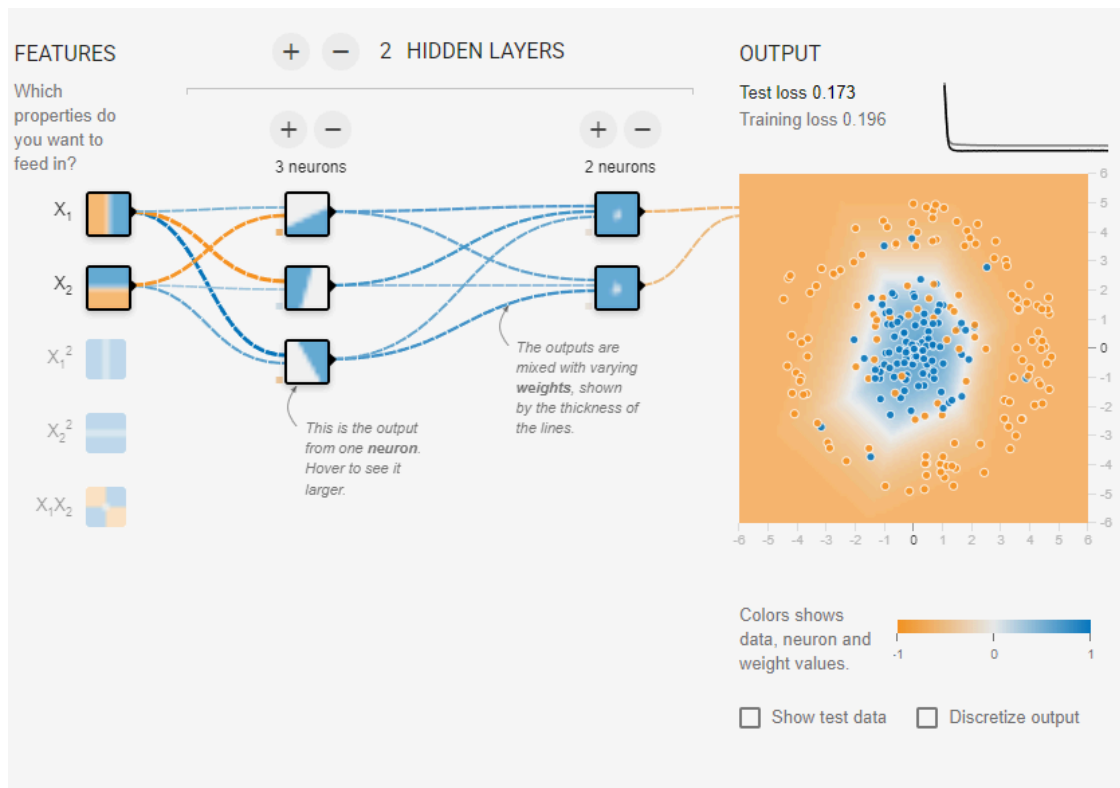 FEATURES
Which
properties do
you want to
feed in?
+ − 2 HIDDEN LAYERS
+ −
3 neurons
+ −
2 neurons
X₁
X₂
X₁²
X₂²
X₁X₂
This is the output
from one neuron.
Hover to see it
larger.
The outputs are
mixed with varying
weights, shown
by the thickness of
the lines.
OUTPUT
Test loss 0.173
Training loss 0.196
6
5
4
3
2
1
0
-1
-2
-3
-4
-5
-6
-6 -5 -4 -3 -2 -1 0 1 2 3 4 5 6
Colors shows
data, neuron and
weight values.
-1 0 1
Show test data
Discretize output